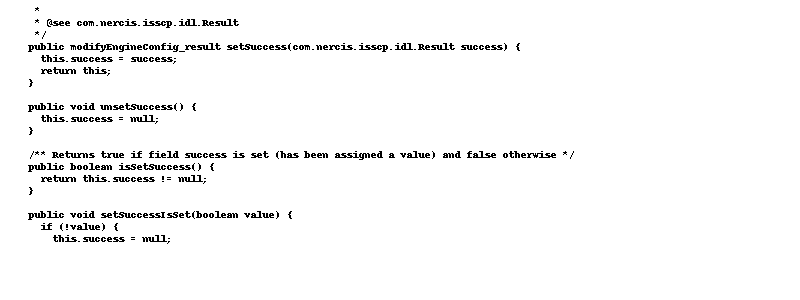 *
* @see com.nercis.isscp.idl.Result
*/
public modifyEngineConfig_result setSuccess(com.nercis.isscp.idl.Result success) {
this.success = success;
return this;
}
public void unsetSuccess() {
this.success = null;
}
/** Returns true if field success is set (has been assigned a value) and false otherwise */
public boolean isSetSuccess() {
return this.success != null;
}
public void setSuccessIsSet(boolean value) {
if (!value) {
this.success = null;